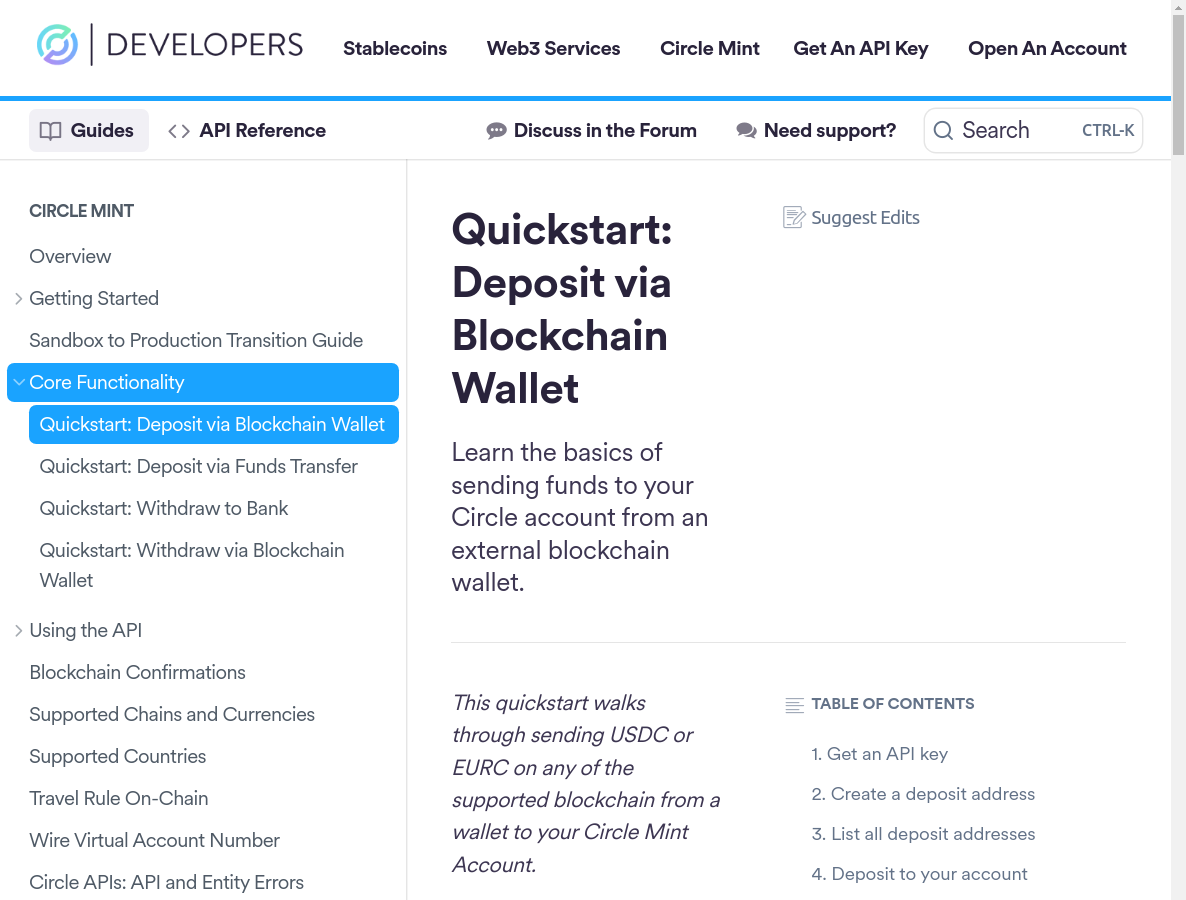 DEVELOPERS
Stablecoins Web3 Services Circle Mint Get An API Key Open An Account
Guides API Reference Discuss in the Forum Need support? Search CTRL-K
CIRCLE MINT
Overview
Getting Started
Sandbox to Production Transition Guide
Core Functionality
Quickstart: Deposit via Blockchain Wallet
Quickstart: Deposit via Funds Transfer
Quickstart: Withdraw to Bank
Quickstart: Withdraw via Blockchain
Wallet
Using the API
Blockchain Confirmations
Supported Chains and Currencies
Supported Countries
Travel Rule On-Chain
Wire Virtual Account Number
Circle APIs: API and Entity Errors
Quickstart:
Deposit via
Blockchain
Wallet
Suggest Edits
Learn the basics of
sending funds to your
Circle account from an
external blockchain
wallet.
This quickstart walks
through sending USDC or
EURC on any of the
supported blockchain from a
wallet to your Circle Mint
Account.
TABLE OF CONTENTS
1. Get an API key
2. Create a deposit address
3. List all deposit addresses
4. Deposit to your account